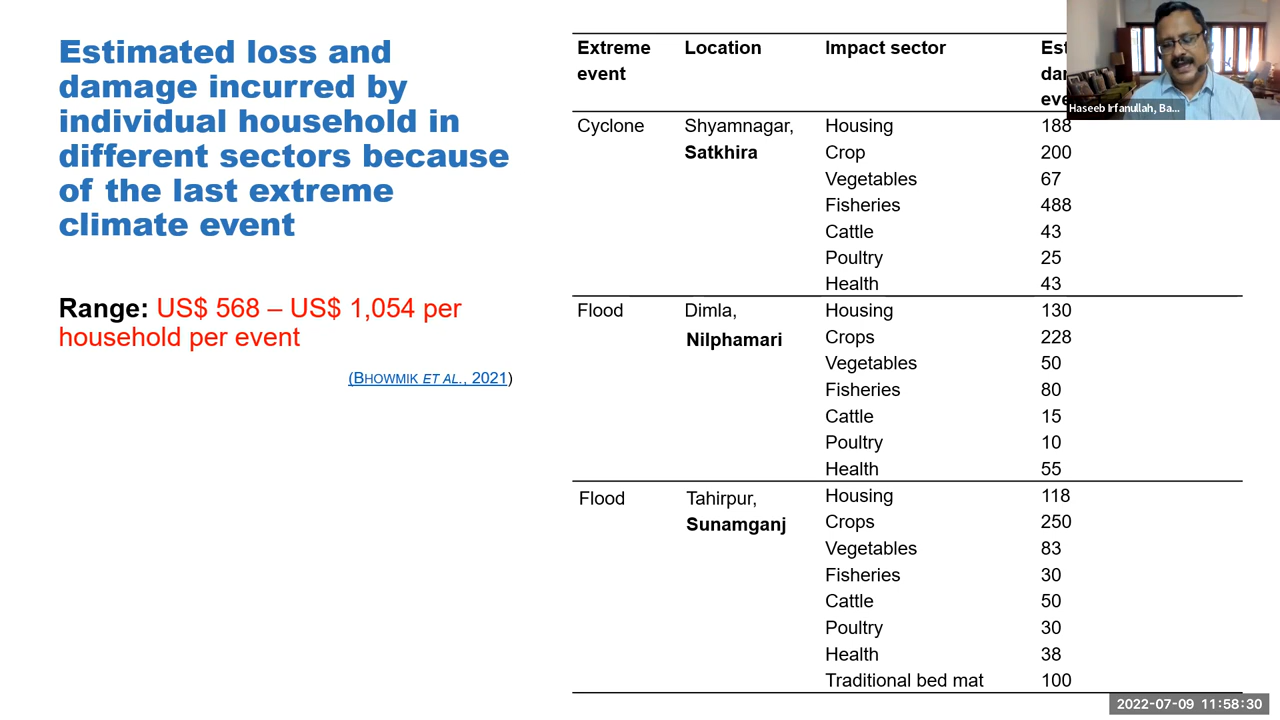 Estimated loss and
damage incurred by
individual household in
different sectors because
of the last extreme
climate event
Range: US$ 568 – US$ 1,054 per
household per event
(BHOWMIK ET AL., 2021)
Extreme event Location Impact sector
Cyclone Shyamnagar, Housing 188
Satkhira Crop 200
Vegetables 67
Fisheries 488
Cattle 43
Poultry 25
Health 43
Flood Dimla, Housing 130
Nilphamari Crops 228
Vegetables 50
Fisheries 80
Cattle 15
Poultry 10
Health 55
Flood Tahirpur, Housing 118
Sunamganj Crops 250
Vegetables 83
Fisheries 30
Cattle 50
Poultry 30
Health 38
Traditional bed mat 100
Haseeb Irfanullah, Ba...
2022-07-09 11:58:30